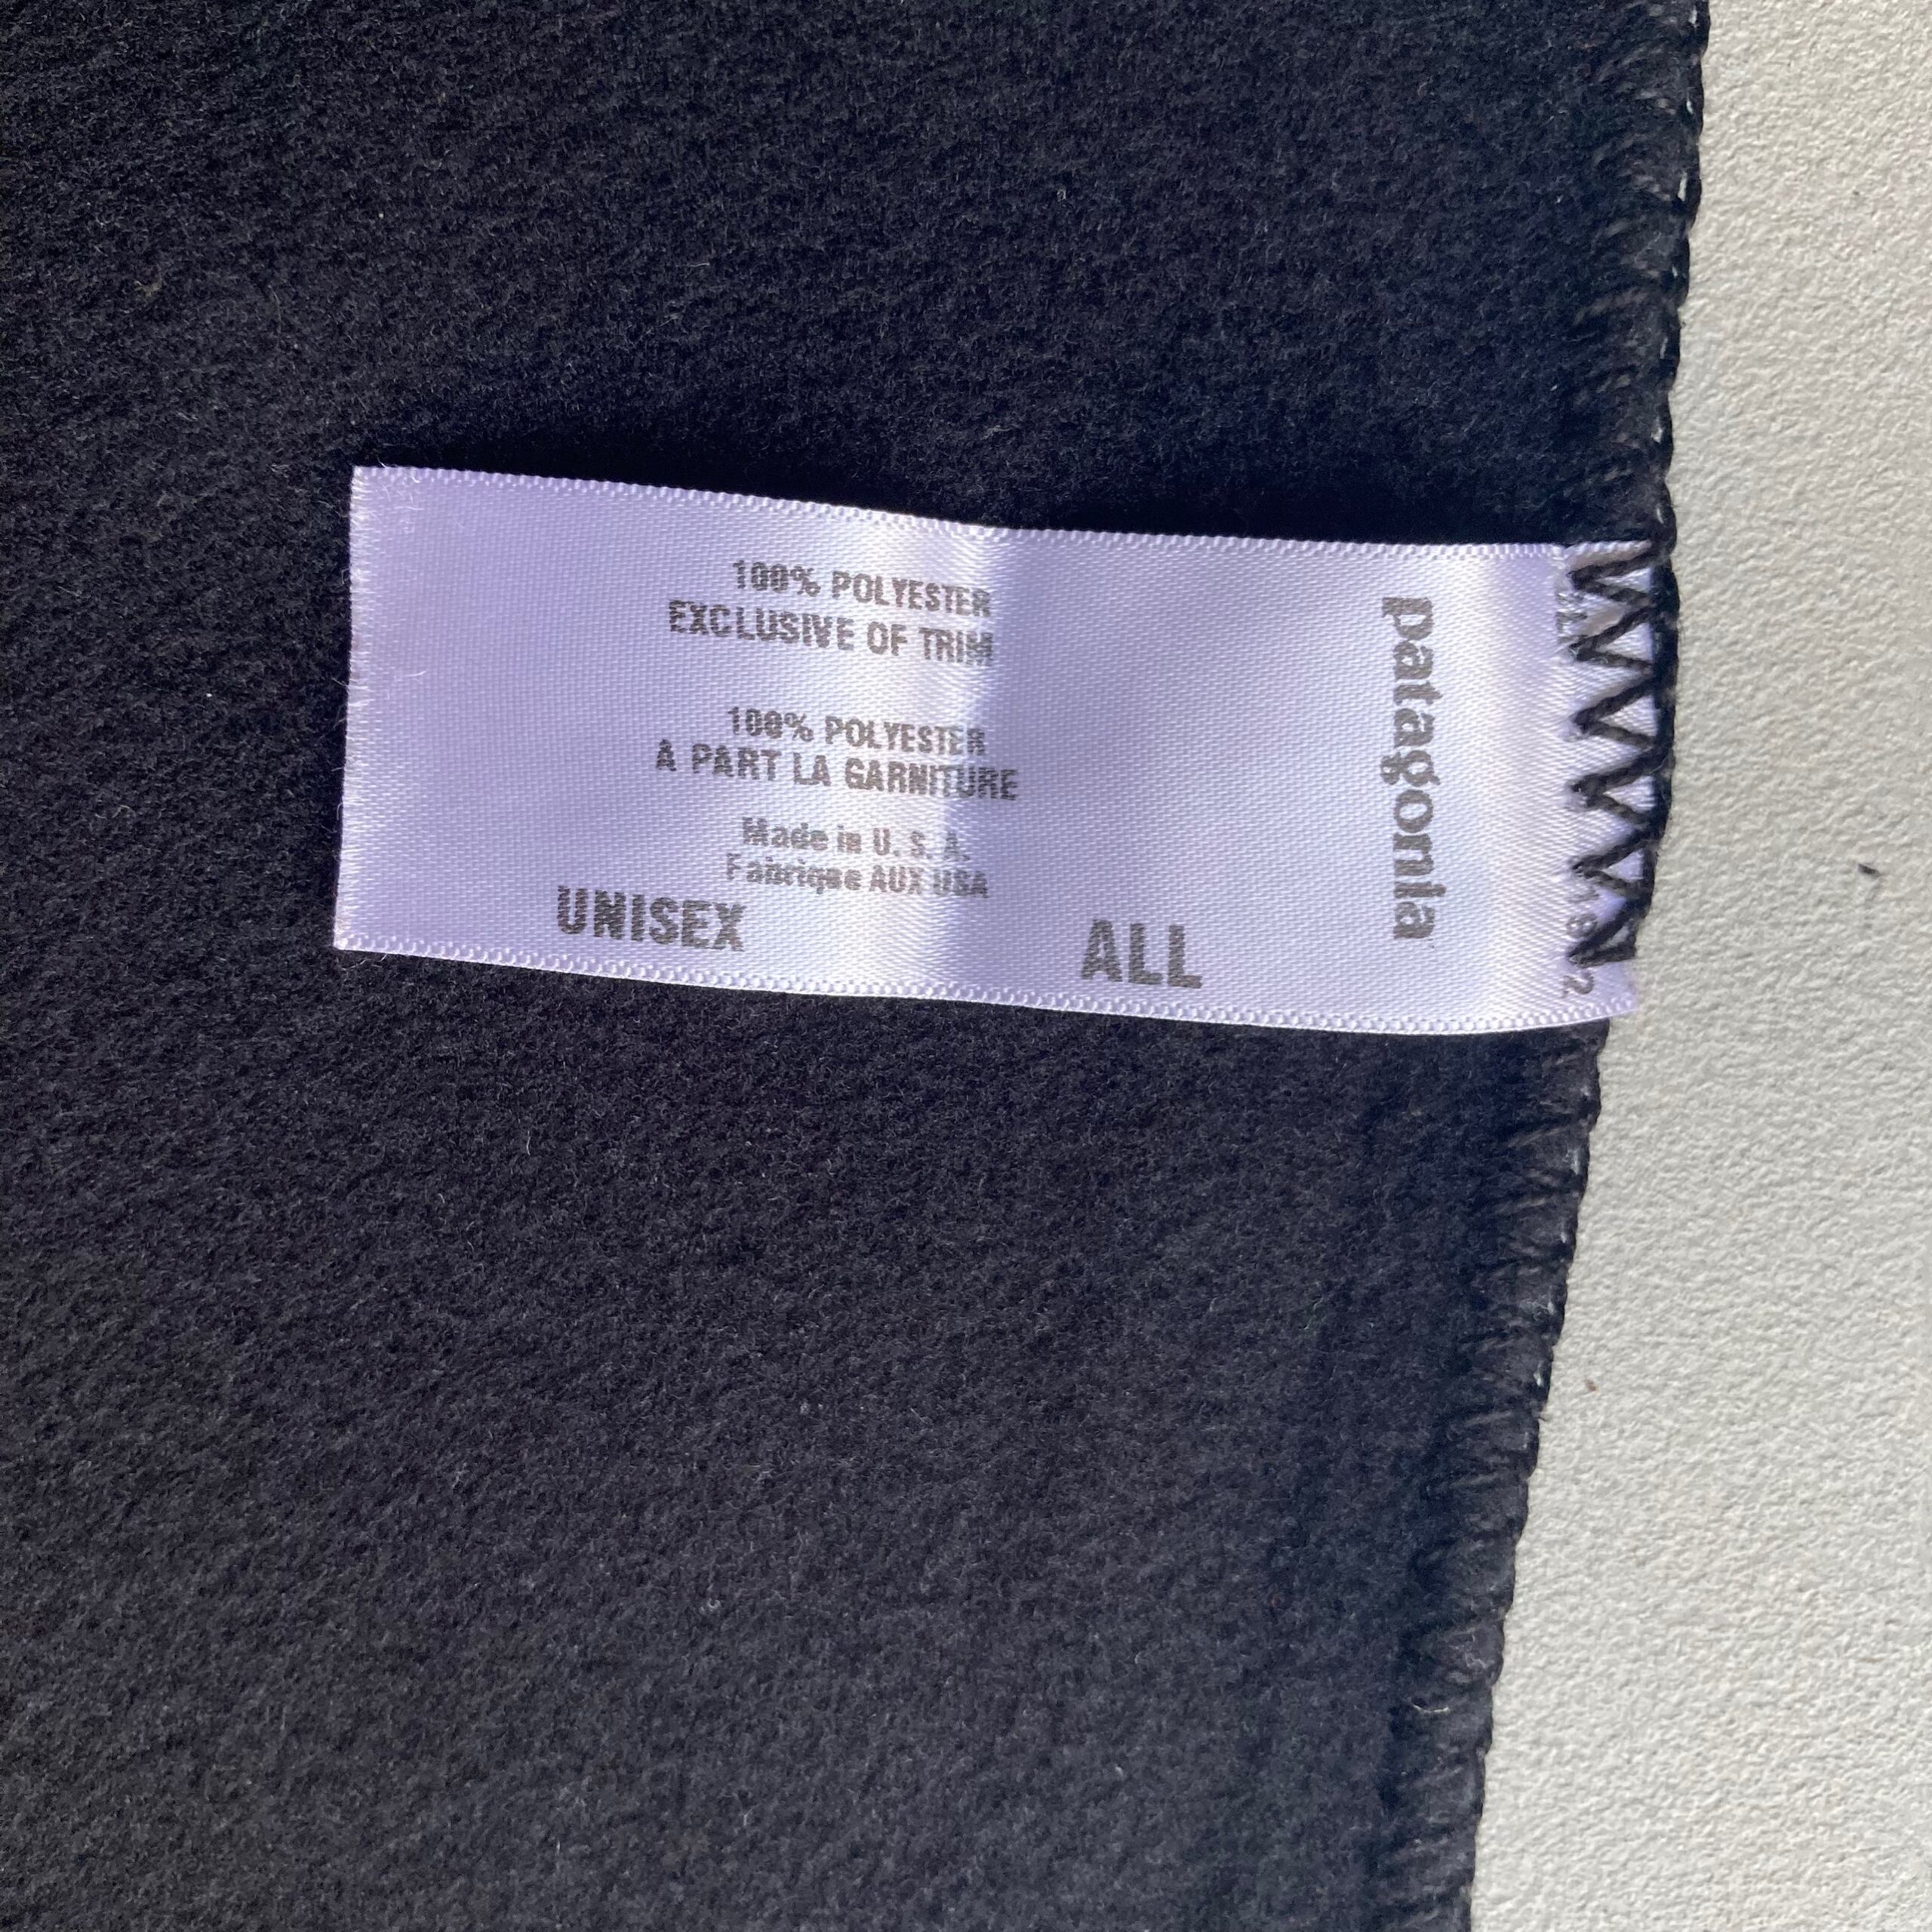 100% POLYESTER
EXCLUSIVE OF TRIM
100% POLYESTER
A PART LA GARNITURE
Made in U. S. A.
Fabrique AUX USA
UNISEX
ALL
patagonia